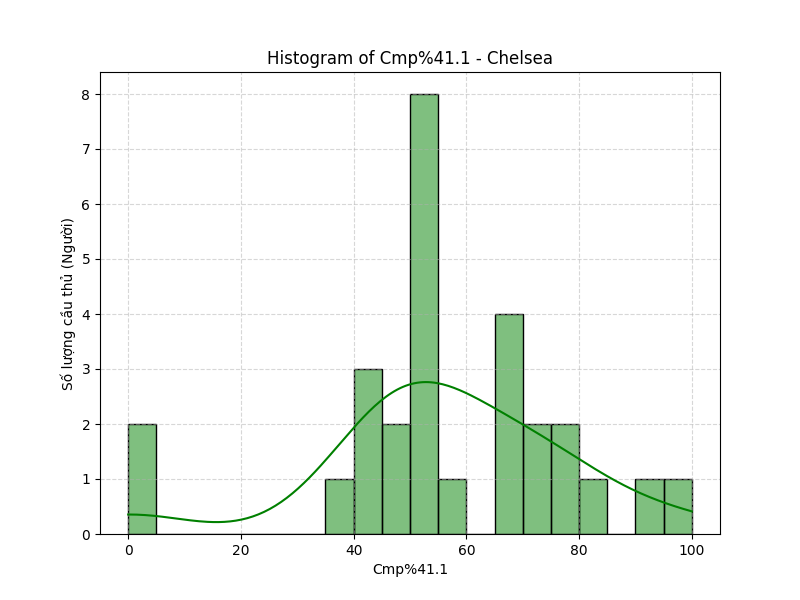 Histogram of Cmp%41.1 - Chelsea
Số lượng cầu thủ (Người)
8
7
6
5
4
3
2
1
0
0 20 40 60 80 100
Cmp%41.1